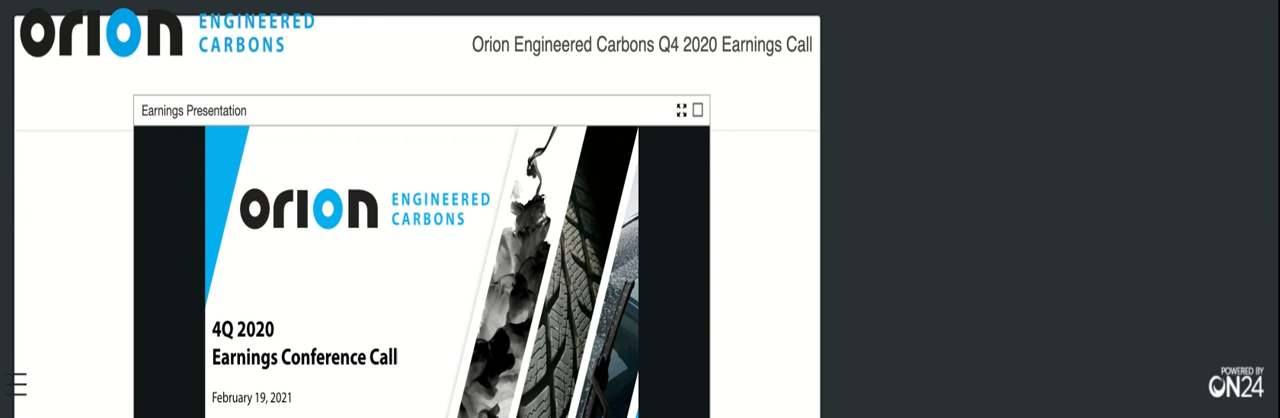 orion ENGINEERED
CARBONS
Orion Engineered Carbons Q4 2020 Earnings Call
Earnings Presentation
orion ENGINEERED
CARBONS
4Q 2020
Earnings Conference Call
February 19, 2021
POWERED BY
ON24